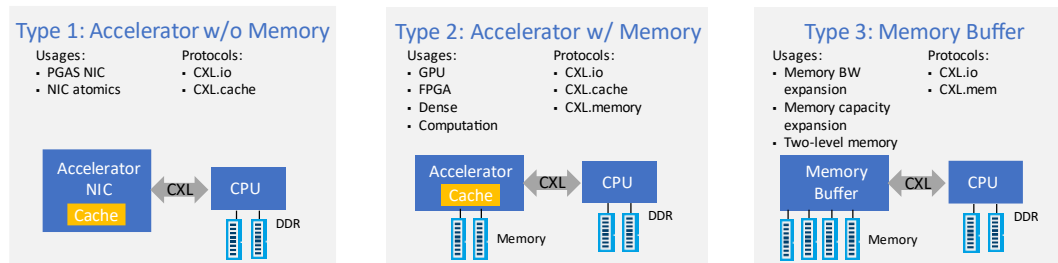 Type 1: Accelerator w/o Memory
Usages:
▪ PGAS NIC
▪ NIC atomics
Protocols:
▪ CXL.io
▪ CXL.cache
Accelerator
NIC
Cache
CXL
CPU
DDR
Type 2: Accelerator w/ Memory
Usages:
▪ GPU
▪ FPGA
▪ Dense
▪ Computation
Protocols:
▪ CXL.io
▪ CXL.cache
▪ CXL.memory
Accelerator
Cache
CXL
CPU
DDR
Memory
Type 3: Memory Buffer
Usages:
▪ Memory BW
expansion
▪ Memory capacity
expansion
▪ Two-level memory
Protocols:
▪ CXL.io
▪ CXL.mem
Memory
Buffer
CXL
CPU
DDR
Memory